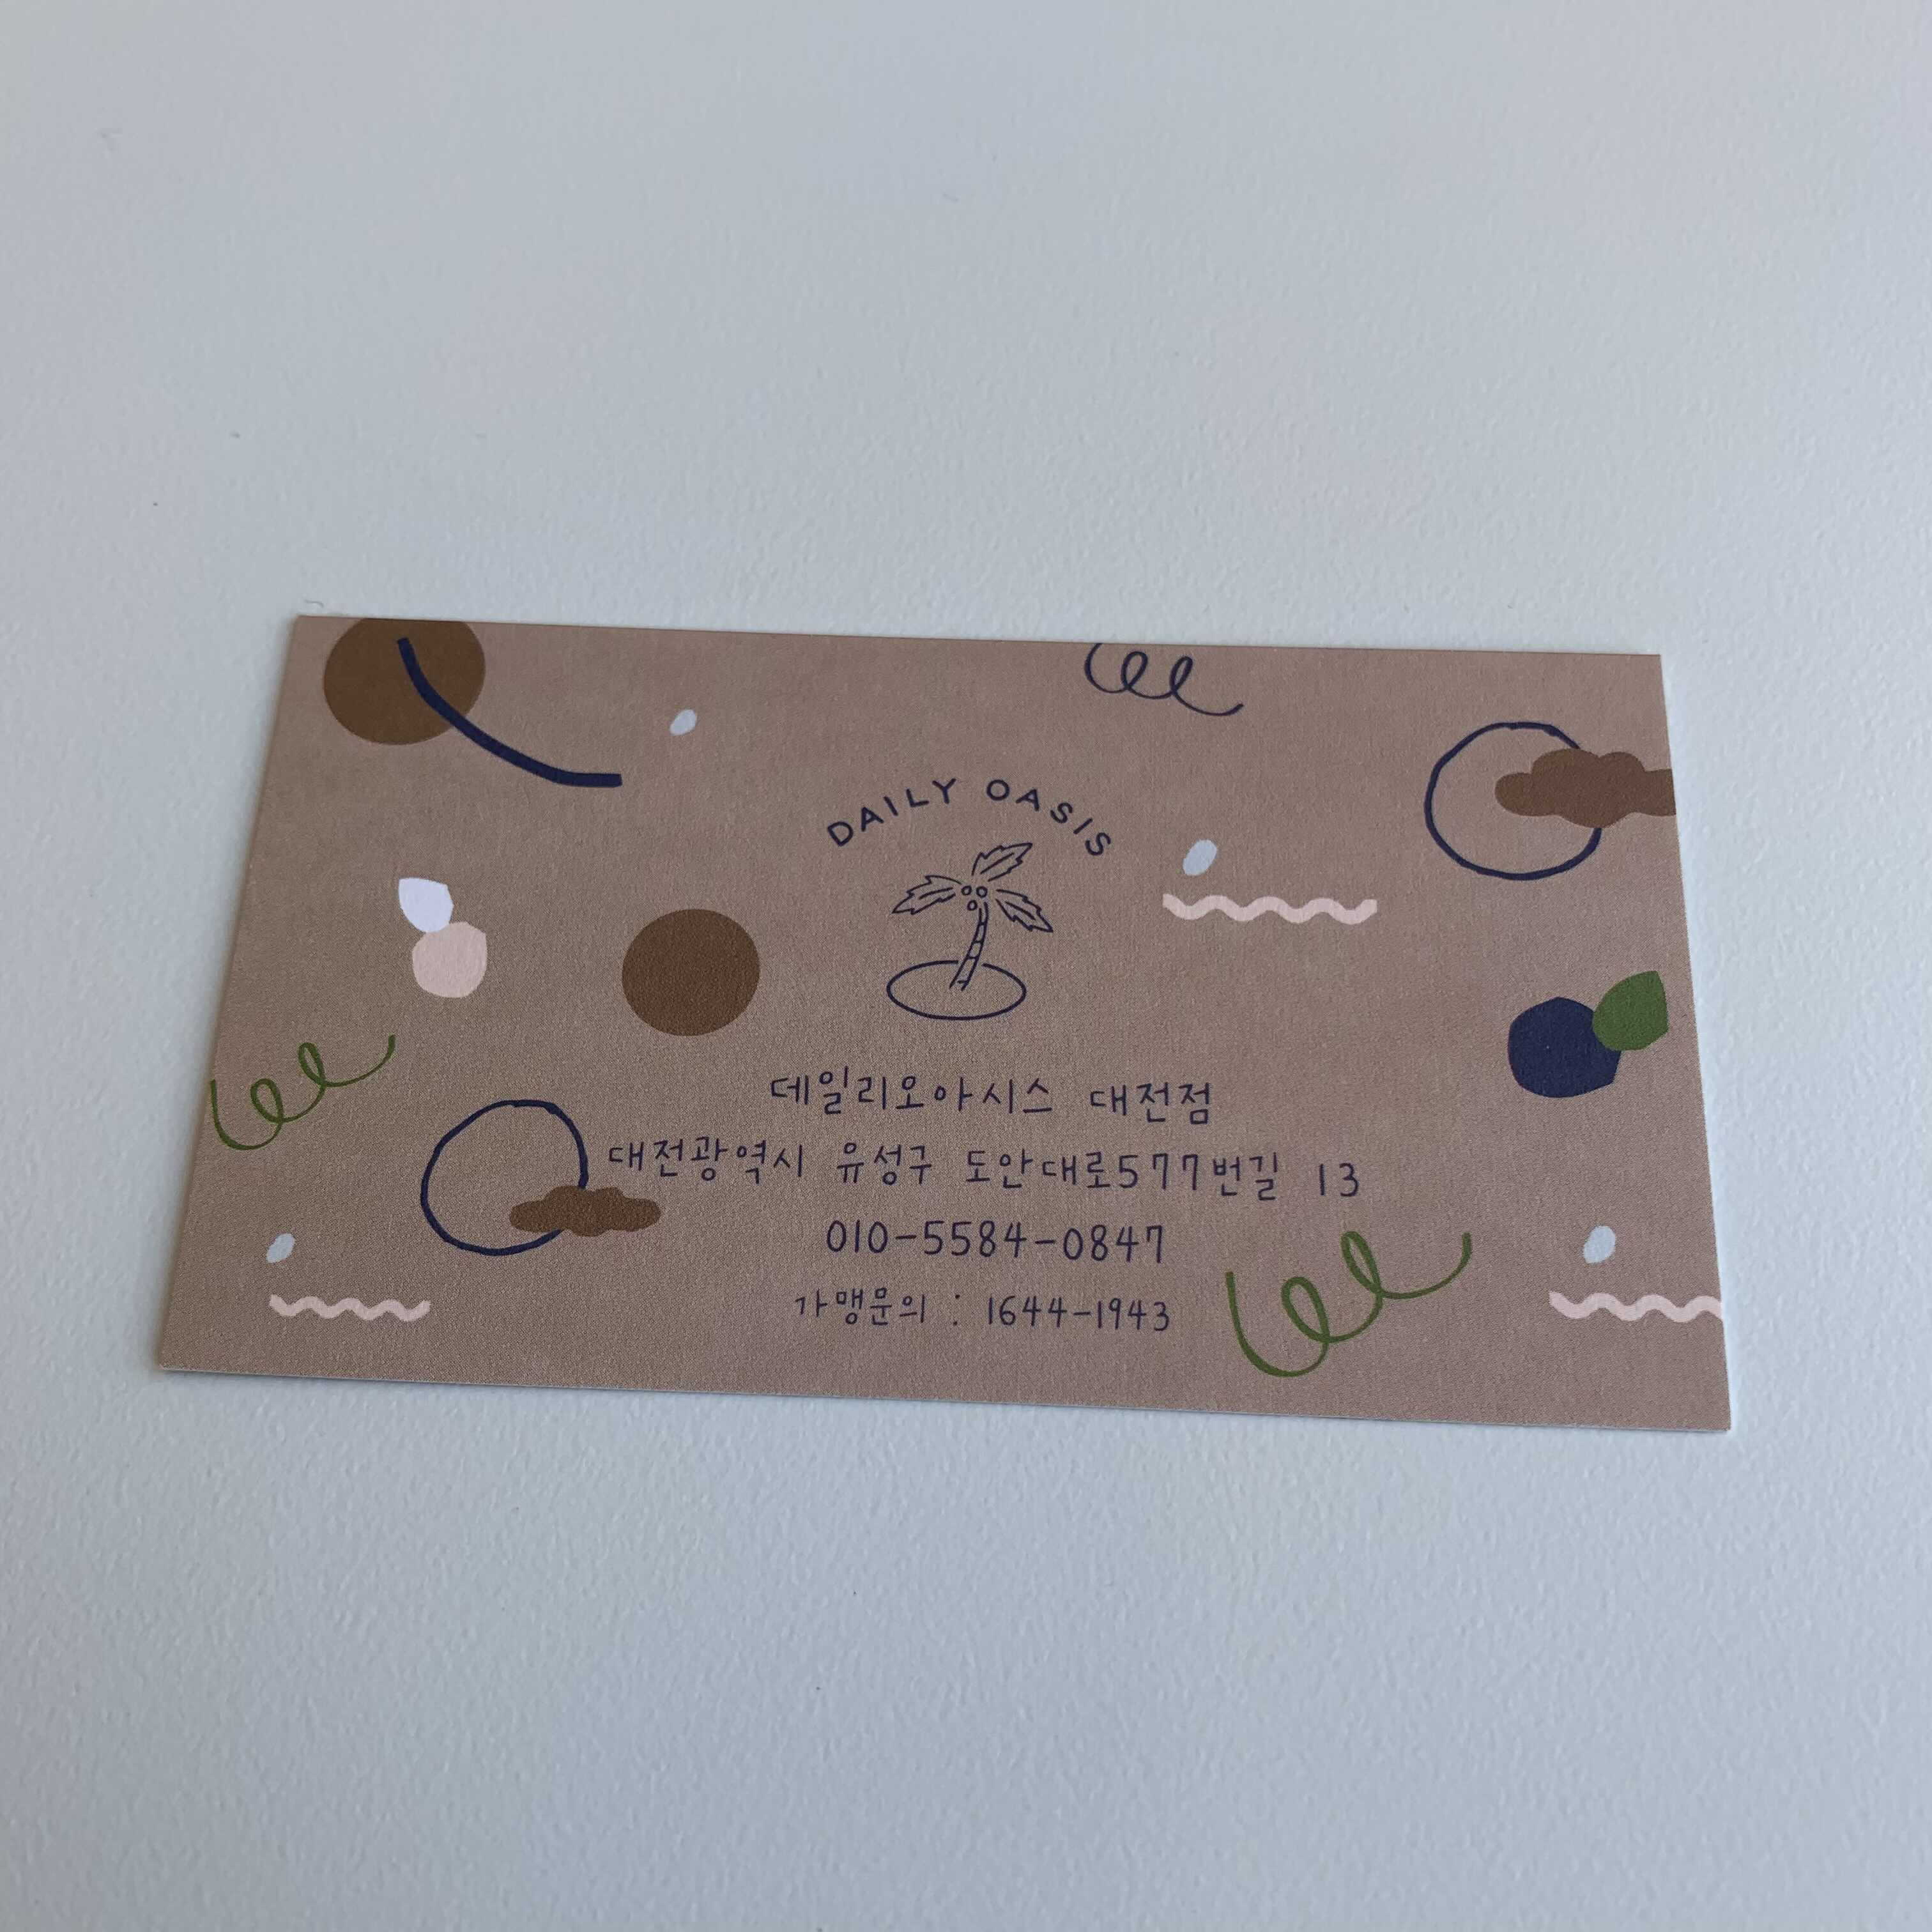 DAILY OASIS
데일리오아시스 대전점
대전광역시 유성구 도안대로577번길 13
010-5584-0847
가맹문의 : 1644-1943